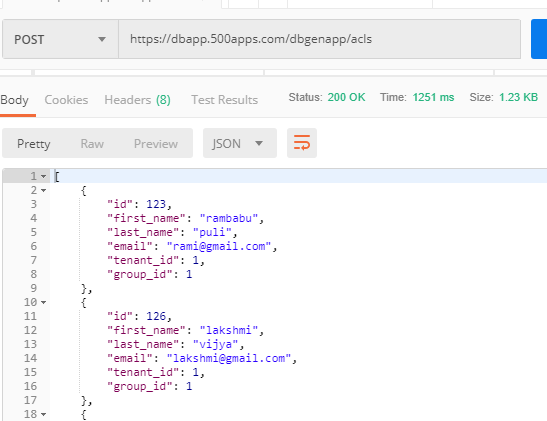 POST https://dbapp.500apps.com/dbgenapp/acls
Body Cookies Headers (8) Test Results Status: 200 OK Time: 1251 ms Size: 1.23 KB
Pretty Raw Preview JSON
1 [
2 {
3 "id": 123,
4 "first_name": "rambabu",
5 "last_name": "puli",
6 "email": "rami@gmail.com",
7 "tenant_id": 1,
8 "group_id": 1
9 },
10 {
11 "id": 126,
12 "first_name": "lakshmi",
13 "last_name": "vijya",
14 "email": "lakshmi@gmail.com",
15 "tenant_id": 1,
16 "group_id": 1
17 },
18 {